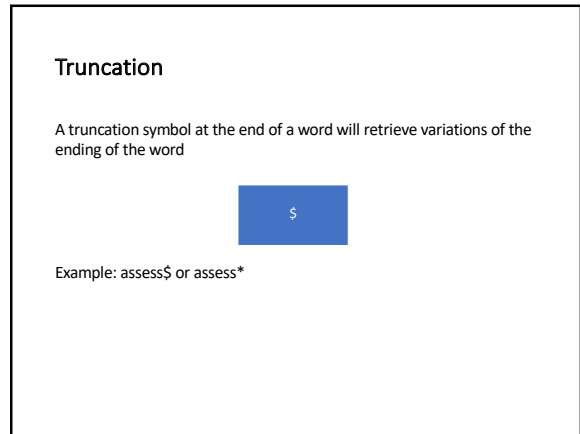 Truncation
A truncation symbol at the end of a word will retrieve variations of the
ending of the word
$
Example: assess$ or assess*